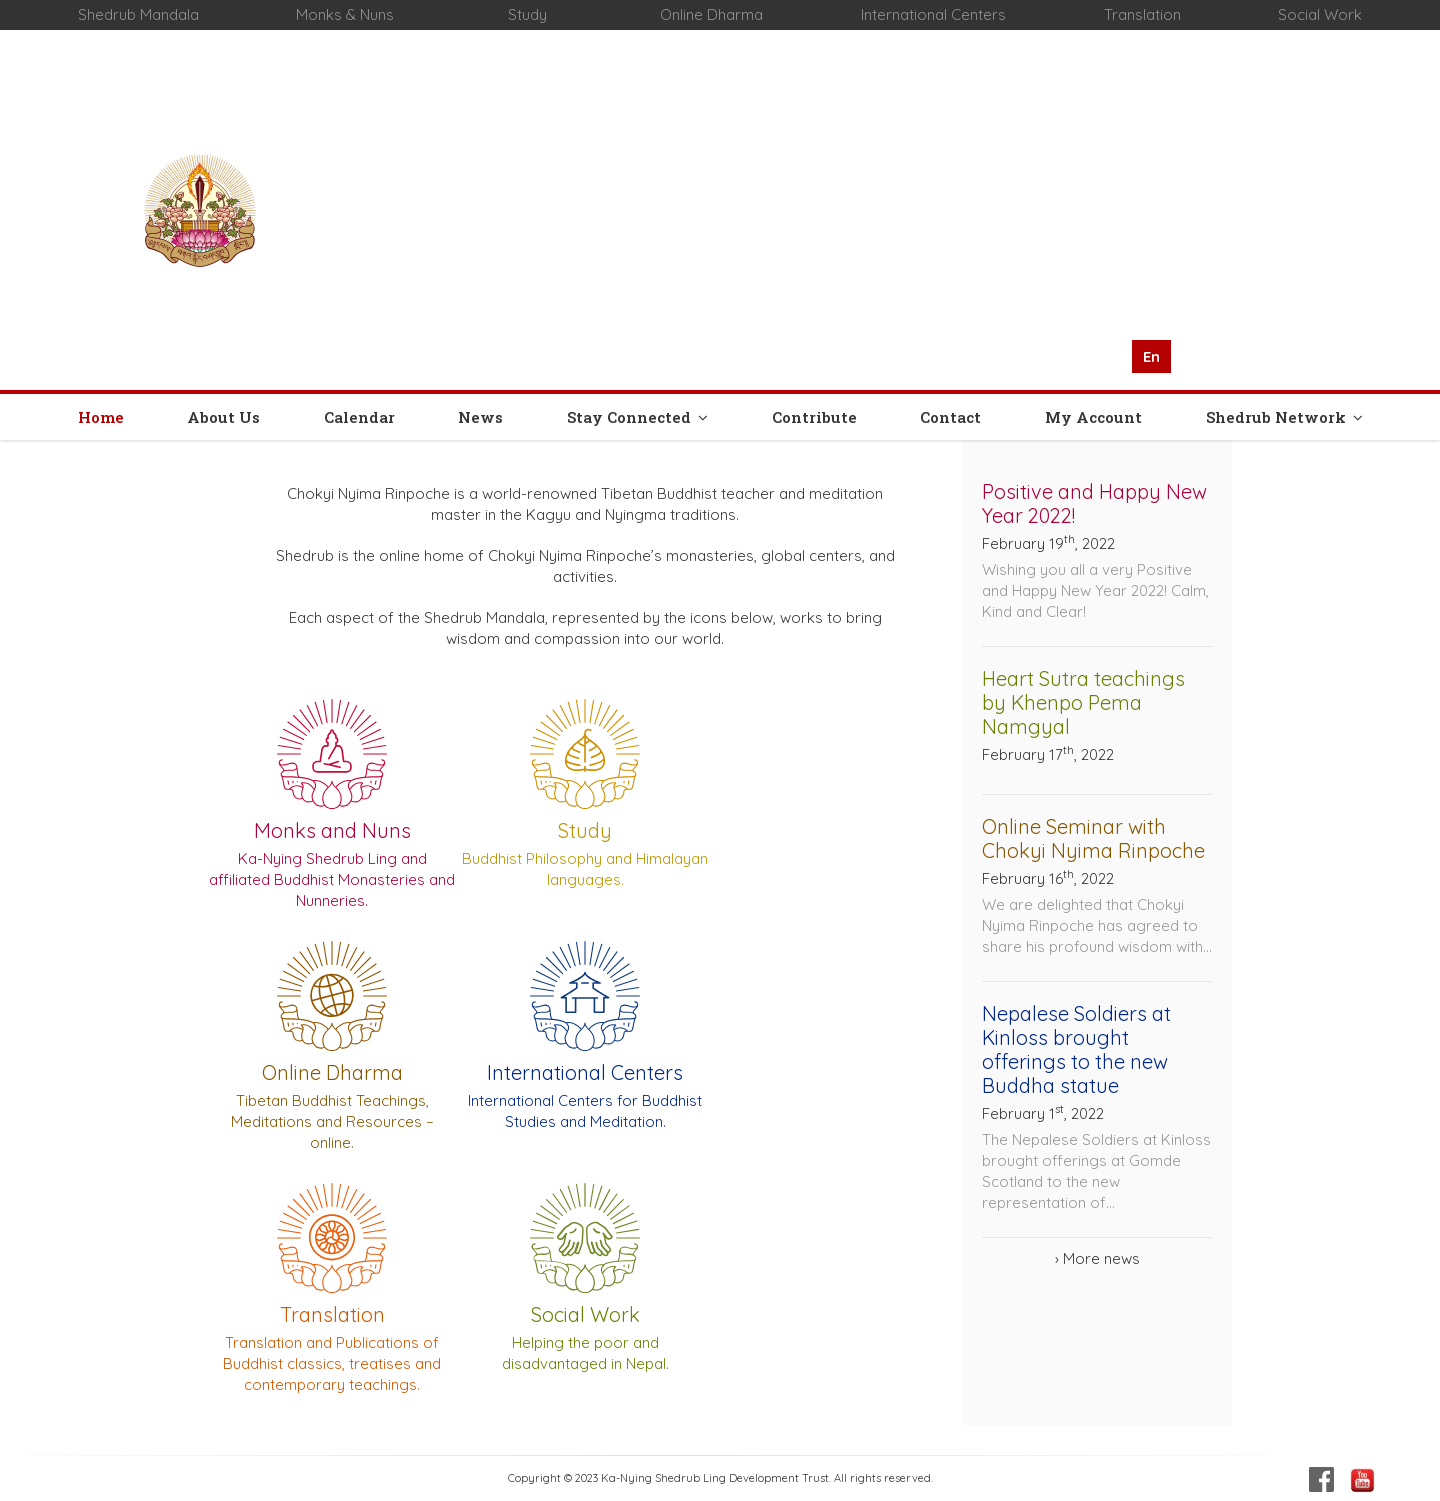 Shedrub Mandala
Monks & Nuns
Study
Online Dharma
International Centers
Translation
Social Work
En
Home
About Us
Calendar
News
Stay Connected
Contribute
Contact
My Account
Shedrub Network
Chokyi Nyima Rinpoche is a world-renowned Tibetan Buddhist teacher and meditation
master in the Kagyu and Nyingma traditions.
Shedrub is the online home of Chokyi Nyima Rinpoche’s monasteries, global centers, and
activities.
Each aspect of the Shedrub Mandala, represented by the icons below, works to bring
wisdom and compassion into our world.
Monks and Nuns
Ka-Nying Shedrub Ling and
affiliated Buddhist Monasteries and
Nunneries.
Study
Buddhist Philosophy and Himalayan
languages.
Online Dharma
Tibetan Buddhist Teachings,
Meditations and Resources –
online.
International Centers
International Centers for Buddhist
Studies and Meditation.
Translation
Translation and Publications of
Buddhist classics, treatises and
contemporary teachings.
Social Work
Helping the poor and
disadvantaged in Nepal.
Positive and Happy New
Year 2022!
February 19th, 2022
Wishing you all a very Positive
and Happy New Year 2022! Calm,
Kind and Clear!
Heart Sutra teachings
by Khenpo Pema
Namgyal
February 17th, 2022
Online Seminar with
Chokyi Nyima Rinpoche
February 16th, 2022
We are delighted that Chokyi
Nyima Rinpoche has agreed to
share his profound wisdom with...
Nepalese Soldiers at
Kinloss brought
offerings to the new
Buddha statue
February 1st, 2022
The Nepalese Soldiers at Kinloss
brought offerings at Gomde
Scotland to the new
representation of...
› More news
Copyright © 2023 Ka-Nying Shedrub Ling Development Trust. All rights reserved.
You
Tube